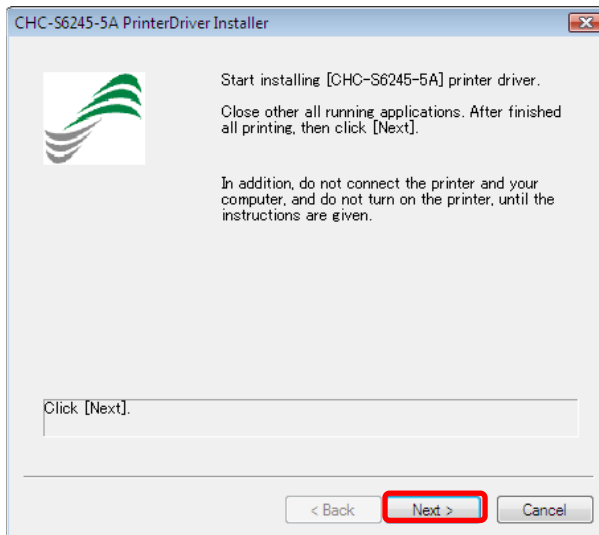 CHC-S6245-5A PrinterDriver Installer
Start installing [CHC-S6245-5A] printer driver.
Close other all running applications. After finished
all printing, then click [Next].
In addition, do not connect the printer and your
computer, and do not turn on the printer, until the
instructions are given.
Click [Next].
< Back
Next >
Cancel